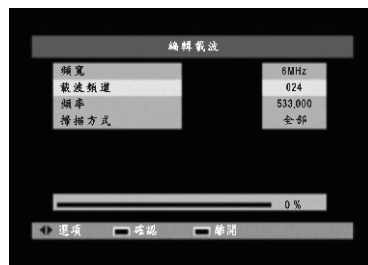 編輯載波
頻寬 6MHz
載波頻道 024
頻率 533,000
掃描方式 全部
0 %
選項 確認 離開